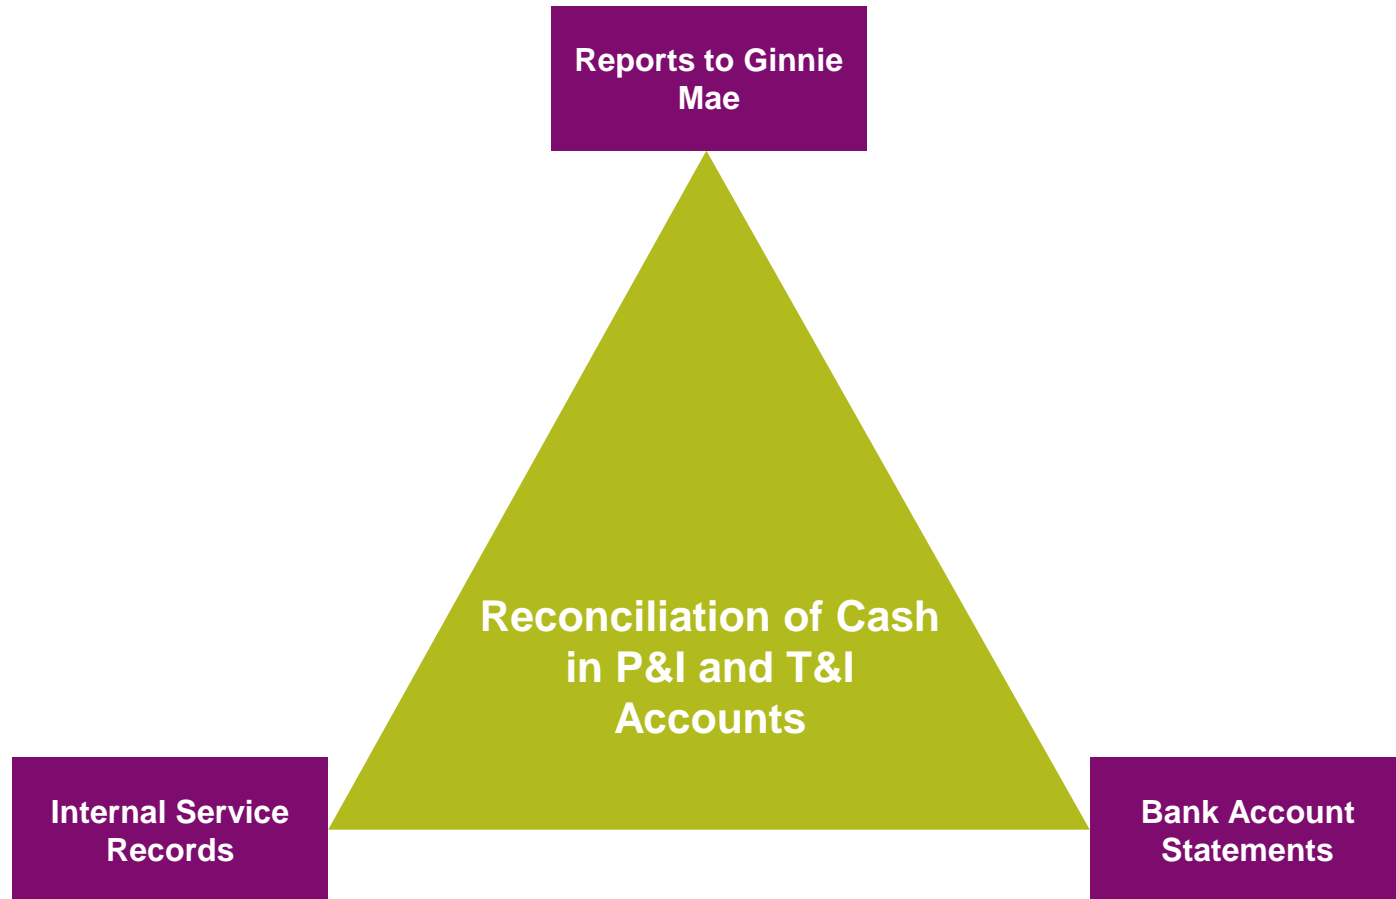 Reports to Ginnie
Mae
Reconciliation of Cash
in P&I and T&I
Accounts
Internal Service
Records
Bank Account
Statements